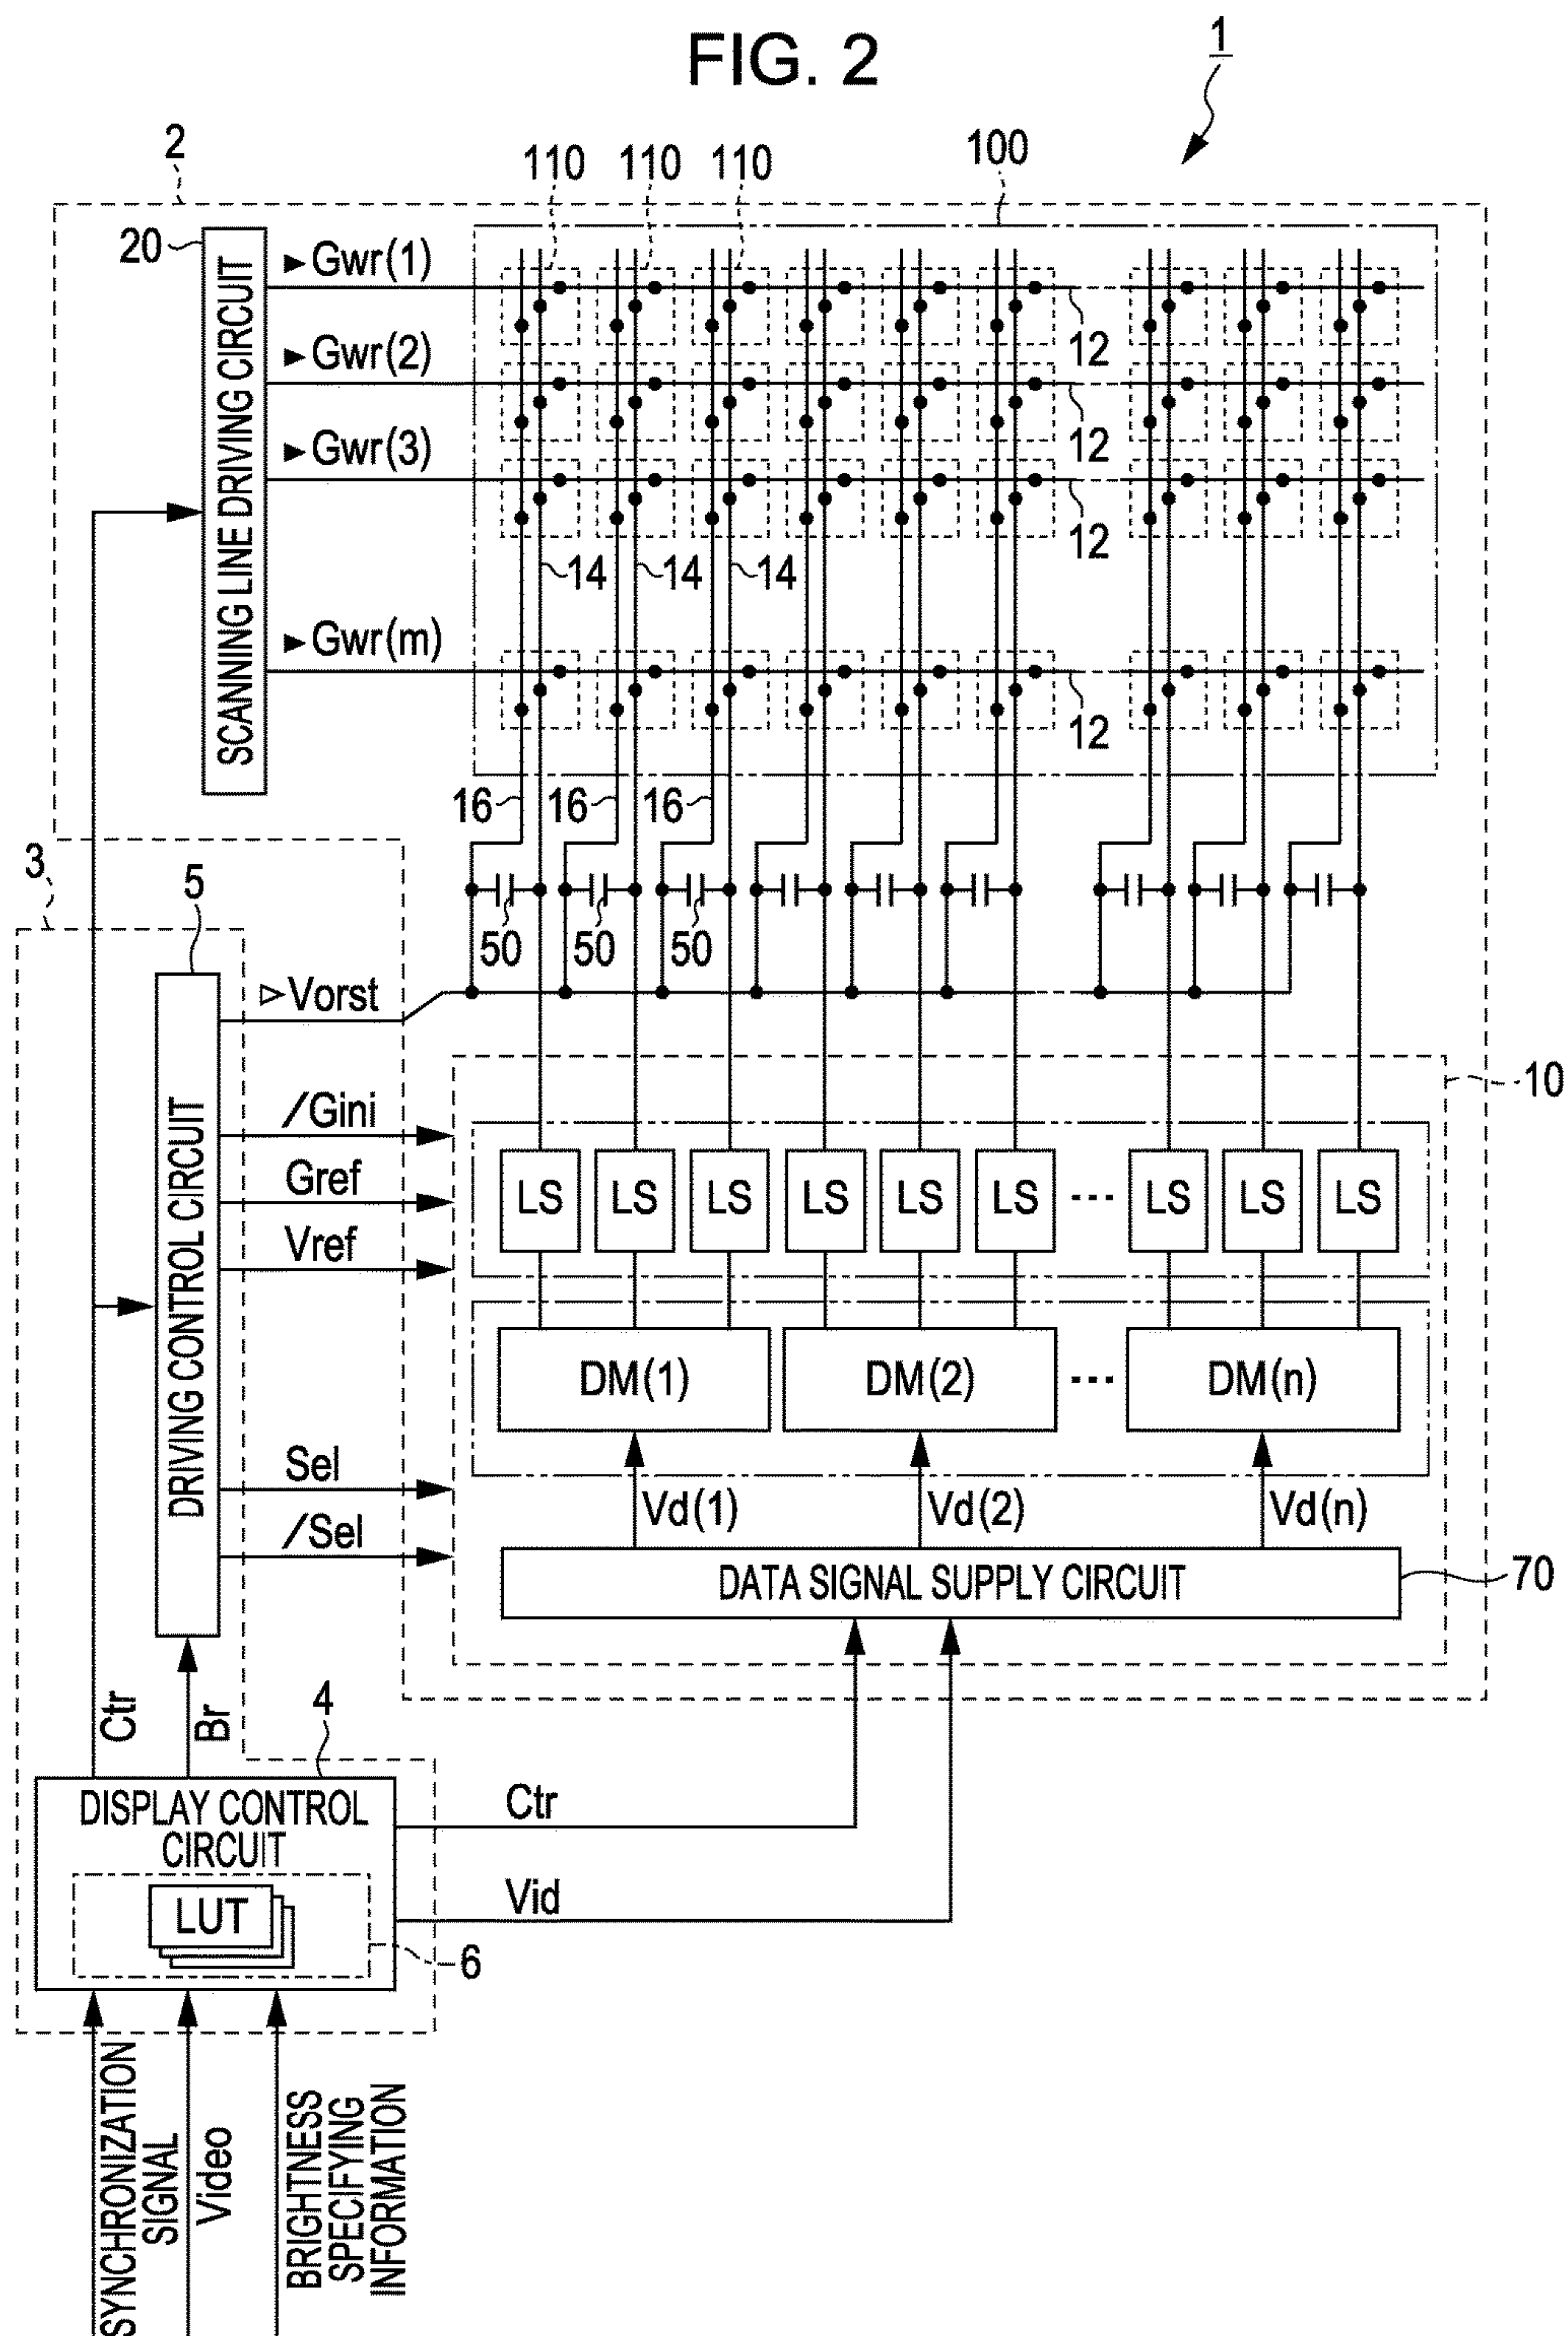 FIG. 2
1
2
110 110 110
100
20
SCANNING LINE DRIVING CIRCUIT
Gwr(1)
12
Gwr(2)
12
Gwr(3)
12
14 14 14
Gwr(m)
12
16 16 16
3
5
50 50 50
Vorst
10
DRIVING CONTROL CIRCUIT
/Gini
Gref
Vref
LS LS LS LS LS LS --- LS LS LS
DM(1) DM(2) --- DM(n)
Sel
/Sel
Vd(1) Vd(2) Vd(n)
DATA SIGNAL SUPPLY CIRCUIT
70
Ctr
Br
4
DISPLAY CONTROL
CIRCUIT
LUT
6
Ctr
Vid
SYNCHRONIZATION
SIGNAL
Video
BRIGHTNESS
SPECIFYING
INFORMATION